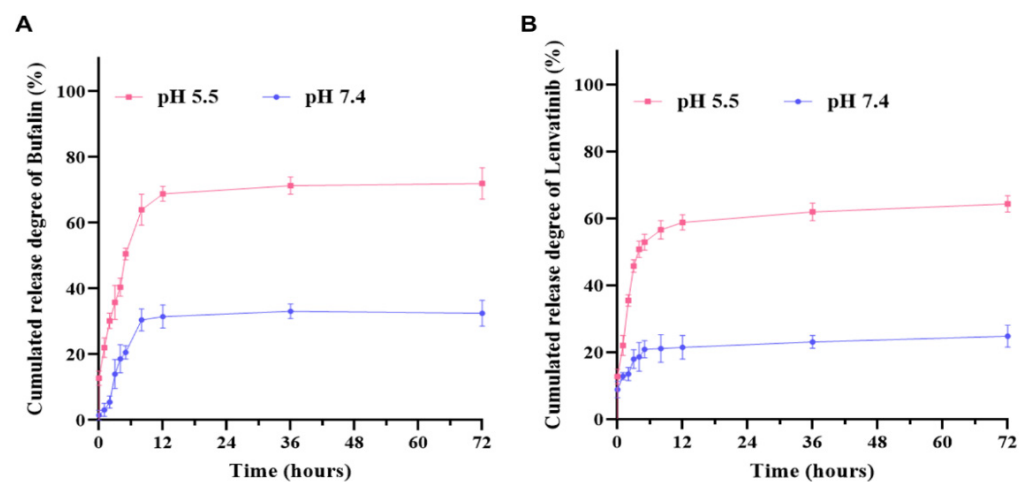 A
Cumulated release degree of Bufalin (%)
100
80
60
40
20
0
pH 5.5
pH 7.4
0 12 24 36 48 60 72
Time (hours)
B
Cumulated release degree of Lenvatinib (%)
100
80
60
40
20
0
pH 5.5
pH 7.4
0 12 24 36 48 60 72
Time (hours)